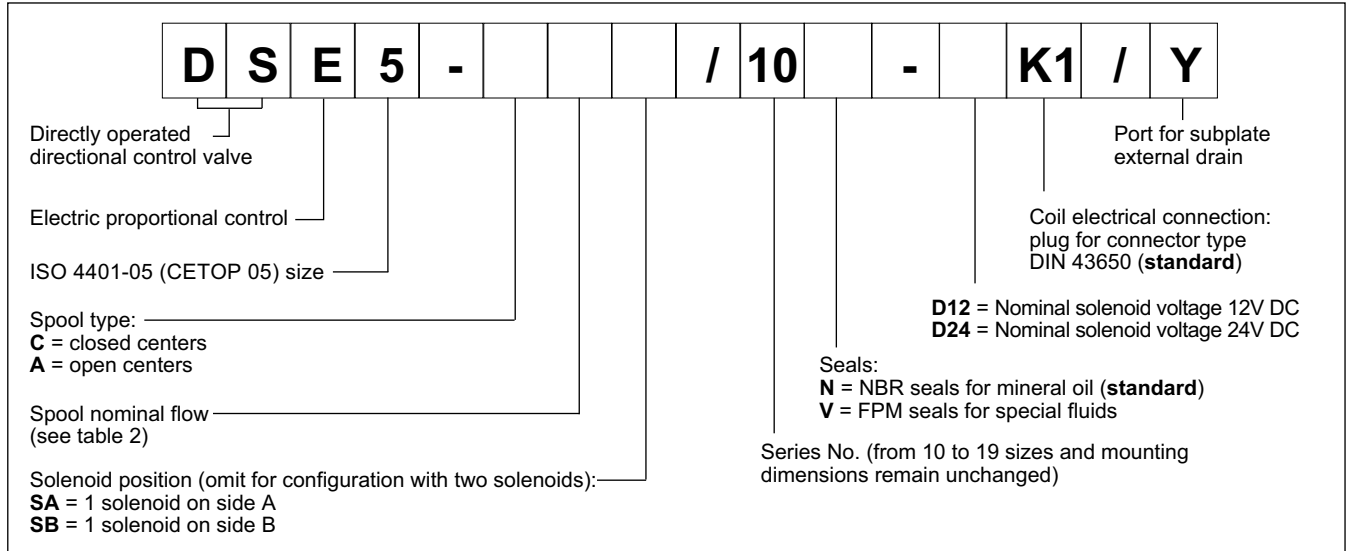 D S E 5 - / 10 - K1 / Y
Directly operated
directional control valve
Electric proportional control
ISO 4401-05 (CETOP 05) size
Spool type:
C = closed centers
A = open centers
Spool nominal flow
(see table 2)
Solenoid position (omit for configuration with two solenoids):
SA = 1 solenoid on side A
SB = 1 solenoid on side B
Port for subplate
external drain
Coil electrical connection:
plug for connector type
DIN 43650 (standard)
D12 = Nominal solenoid voltage 12V DC
D24 = Nominal solenoid voltage 24V DC
Seals:
N = NBR seals for mineral oil (standard)
V = FPM seals for special fluids
Series No. (from 10 to 19 sizes and mounting
dimensions remain unchanged)